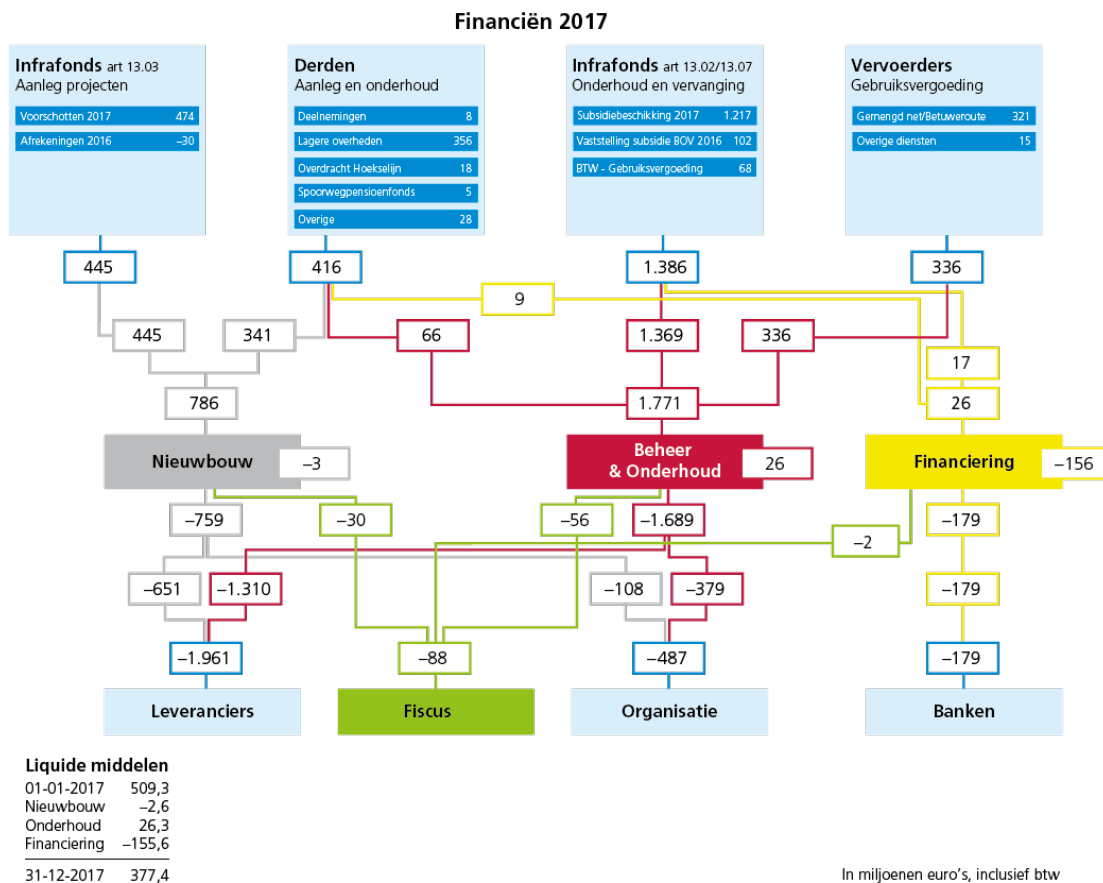 Financiën 2017
Infrafonds art 13.03
Aanleg projecten
Voorschotten 2017 474
Afrekeningen 2016 –30
Derden
Aanleg en onderhoud
Deelnemingen 8
Lagere overheden 356
Overdracht Hoekselijn 18
Spoorwegpensioenfonds 5
Overige 28
Infrafonds art 13.02/13.07
Onderhoud en vervanging
Subsidiebeschikking 2017 1.217
Vaststelling subsidie BOV 2016 102
BTW - Gebruiksvergoeding 68
Vervoerders
Gebruiksvergoeding
Gemengd net/Betuweroute 321
Overige diensten 15
445 416 1.386 336
9
445 341 66 1.369 336
17
786 1.771 26
Nieuwbouw –3
Beheer
& Onderhoud 26
Financiering –156
–759 –30 –56 –1.689 –179
–2
–651 –1.310 –108 –379 –179
–1.961 –88 –487 –179
Leveranciers Fiscus Organisatie Banken
Liquide middelen
01-01-2017 509,3
Nieuwbouw –2,6
Onderhoud 26,3
Financiering –155,6
31-12-2017 377,4
In miljoenen euro's, inclusief btw